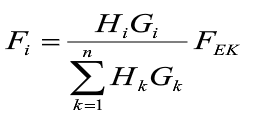 F_i = \frac{H_i G_i}{\sum_{k=1}^{n} H_k G_k} F_{EK}